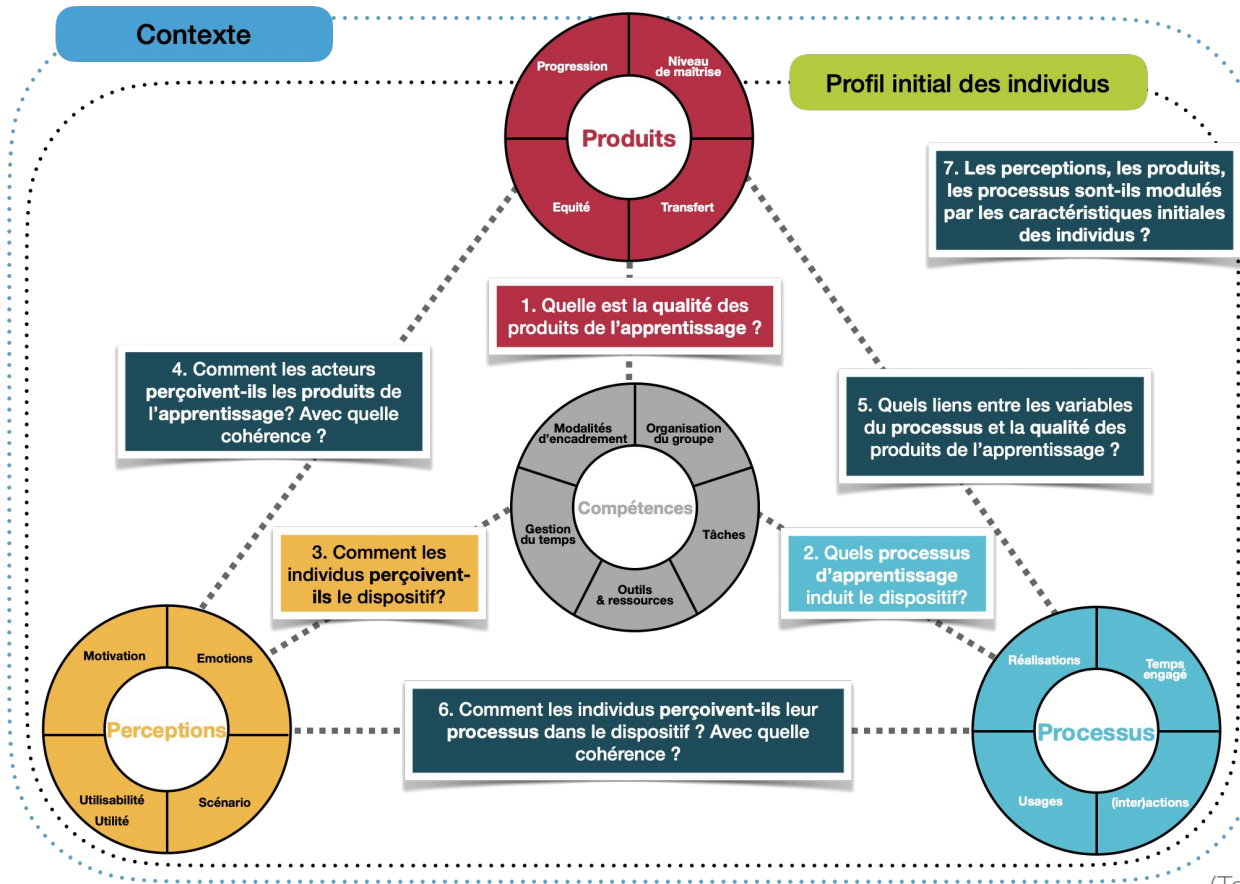 Contexte
Profil initial des individus
Progression
Niveau
de maîtrise
Produits
Equité
Transfert
7. Les perceptions, les produits,
les processus sont-ils modulés
par les caractéristiques initiales
des individus ?
1. Quelle est la qualité des
produits de l’apprentissage ?
4. Comment les acteurs
perçoivent-ils les produits de
l’apprentissage? Avec quelle
cohérence ?
5. Quels liens entre les variables
du processus et la qualité des
produits de l’apprentissage ?
Modalités
d’encadrement
Organisation
du groupe
Compétences
Gestion
du temps
Tâches
Outils
& ressources
3. Comment les
individus perçoivent-
ils le dispositif?
2. Quels processus
d’apprentissage
induit le dispositif?
Motivation
Emotions
Perceptions
Utilisabilité
Utilité
Scénario
6. Comment les individus perçoivent-ils leur
processus dans le dispositif ? Avec quelle
cohérence ?
Réalisations
Temps
engagé
Processus
Usages
(inter)actions